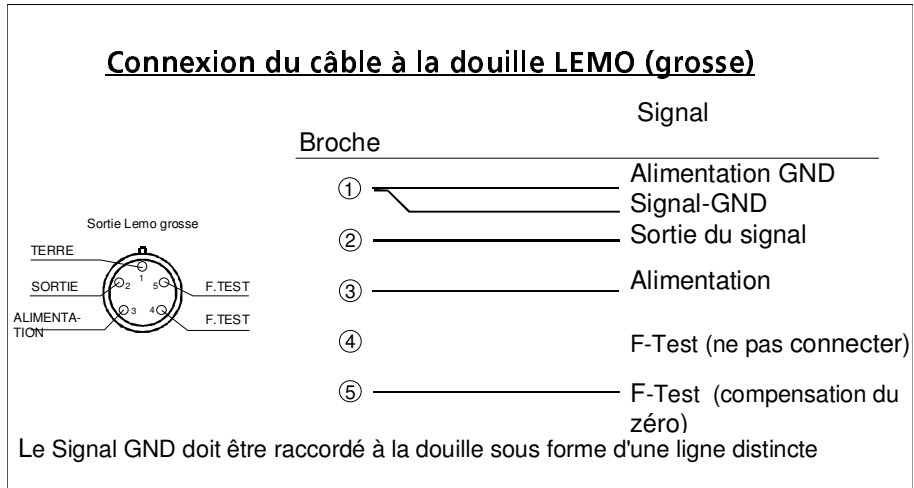 Connexion du câble à la douille LEMO (grosse)
Signal
Broche
1 Alimentation GND
Signal-GND
2 Sortie du signal
3 Alimentation
4 F-Test (ne pas connecter)
5 F-Test (compensation du
zéro)
Sortie Lemo grosse
TERRE
1
SORTIE 2 5 F.TEST
ALIMENTA- 3 4 F.TEST
TION
Le Signal GND doit être raccordé à la douille sous forme d'une ligne distincte